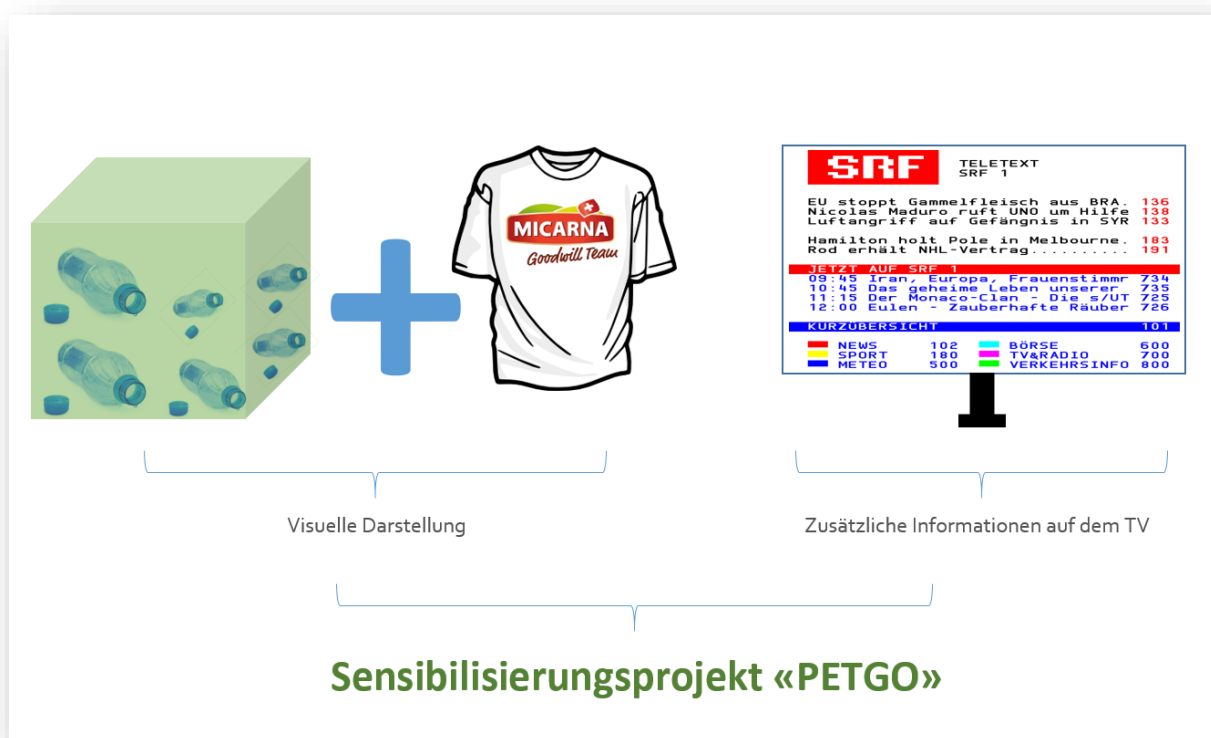 MICARNA
Goodwill Team
SRF
TELETEXT
SRF 1
EU stoppt Gammelfleisch aus BRA. 136
Nicolas Maduro ruft UNO um Hilfe 138
Luftangriff auf Gefängnis in SYR 133
Hamilton holt Pole in Melbourne. 183
Rod erhält NHL-Vertrag.......... 191
JETZT AUF SRF 1
09:45 Iran, Europa, Frauenstimmr 734
10:45 Das geheime Leben unserer 735
11:15 Der Monaco-Clan - Die s/UT 725
12:00 Eulen - Zauberhafte Räuber 726
KURZÜBERSICHT 101
NEWS 102 BÖRSE 600
SPORT 180 TV&RADIO 700
METEO 500 VERKEHRSINFO 800
Visuelle Darstellung
Zusätzliche Informationen auf dem TV
Sensibilisierungsprojekt «PETGO»